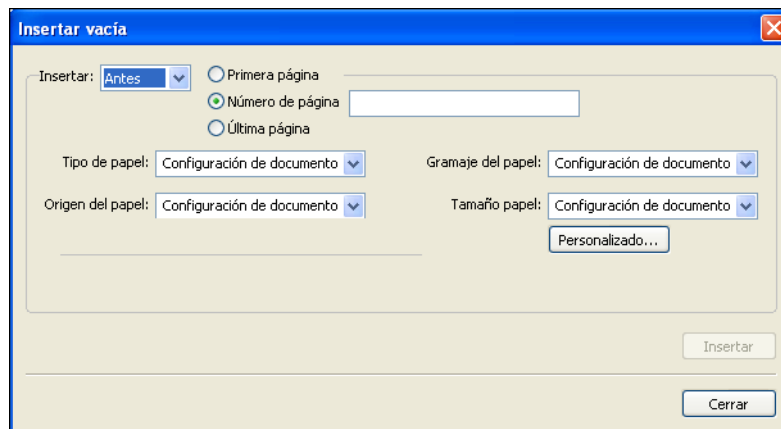 Insertar vacía
Insertar: Antes
Primera página
Número de página
Última página
Tipo de papel: Configuración de documento
Gramaje del papel: Configuración de documento
Origen del papel: Configuración de documento
Tamaño papel: Configuración de documento
Personalizado...
Insertar
Cerrar